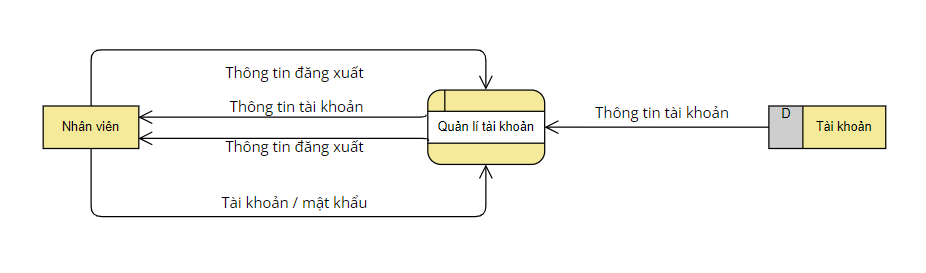 Thông tin đăng xuất
Thông tin tài khoản
Thông tin tài khoản
D
Nhân viên
Quản lí tài khoản
Tài khoản
Thông tin đăng xuất
Tài khoản / mật khẩu